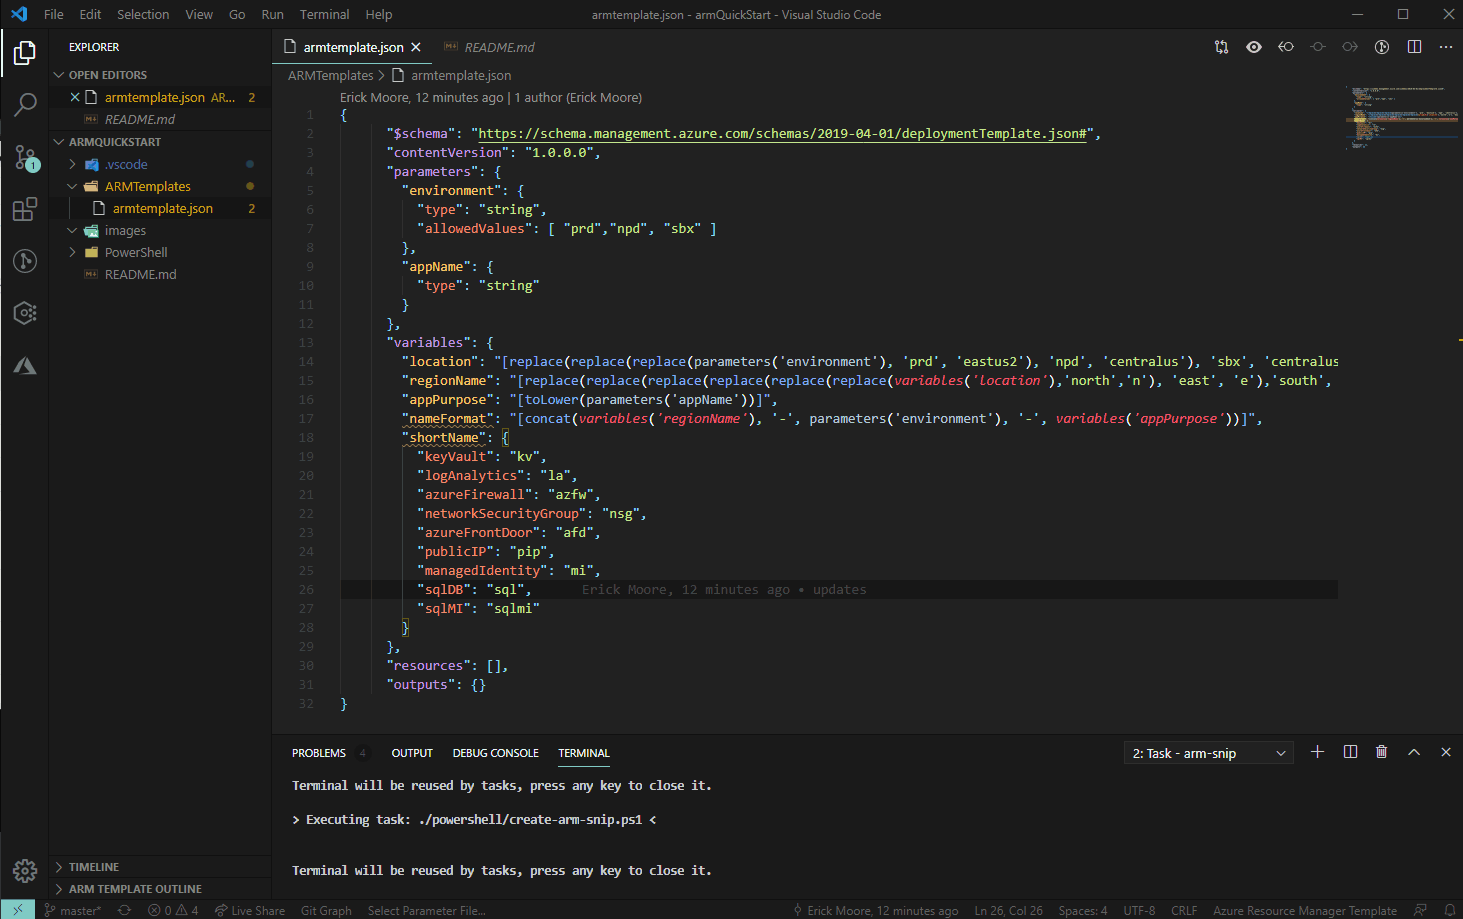 File Edit Selection View Go Run Terminal Help
armtemplate.json - armQuickStart - Visual Studio Code
EXPLORER
OPEN EDITORS
armtemplate.json AR... 2
README.md
ARMQUICKSTART
.vscode
ARMTemplates
armtemplate.json 2
images
PowerShell
README.md
TIMELINE
ARM TEMPLATE OUTLINE
1
armtemplate.json README.md
ARMTemplates > armtemplate.json
Erick Moore, 12 minutes ago | 1 author (Erick Moore)
1 {
2 "$schema": "https://schema.management.azure.com/schemas/2019-04-01/deploymentTemplate.json#",
3 "contentVersion": "1.0.0.0",
4 "parameters": {
5 "environment": {
6 "type": "string",
7 "allowedValues": [ "prd","npd", "sbx" ]
8 },
9 "appName": {
10 "type": "string"
11 }
12 },
13 "variables": {
14 "location": "[replace(replace(replace(parameters('environment'), 'prd', 'eastus2'), 'npd', 'centralus'), 'sbx', 'centralus
15 "regionName": "[replace(replace(replace(replace(replace(replace(variables('location'),'north','n'), 'east', 'e'),'south',
16 "appPurpose": "[toLower(parameters('appName'))]",
17 "nameFormat": "[concat(variables('regionName'), '-', parameters('environment'), '-', variables('appPurpose'))]",
18 "shortName": {
19 "keyVault": "kv",
20 "logAnalytics": "la",
21 "azureFirewall": "azfw",
22 "networkSecurityGroup": "nsg",
23 "azureFrontDoor": "afd",
24 "publicIP": "pip",
25 "managedIdentity": "mi",
26 "sqlDB": "sql", Erick Moore, 12 minutes ago • updates
27 "sqlMI": "sqlmi"
28 }
29 },
30 "resources": [],
31 "outputs": {}
32 }
PROBLEMS 4 OUTPUT DEBUG CONSOLE TERMINAL
2: Task - arm-snip
Terminal will be reused by tasks, press any key to close it.
> Executing task: ./powershell/create-arm-snip.ps1 <
Terminal will be reused by tasks, press any key to close it.
master* 0 4 Live Share Git Graph Select Parameter File... Erick Moore, 12 minutes ago Ln 26, Col 26 Spaces: 4 UTF-8 CRLF Azure Resource Manager Template